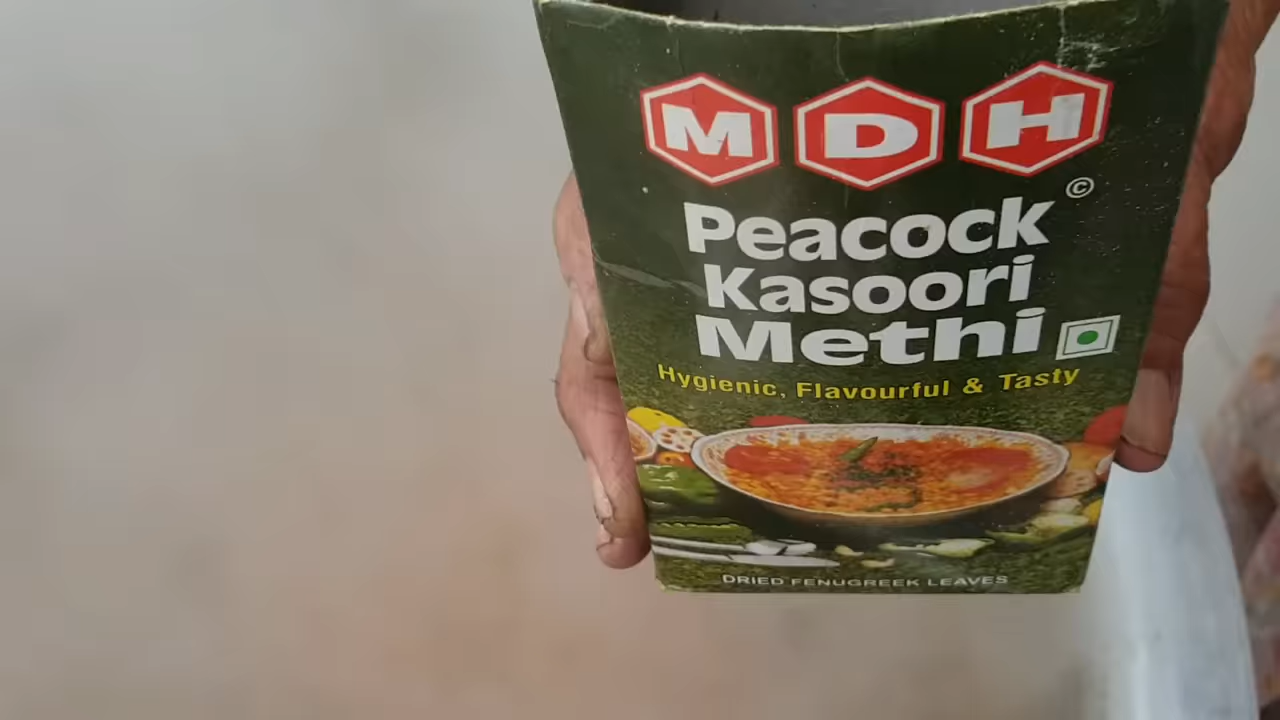 MDH
©
Peacock
Kasoori
Methi
Hygienic, Flavourful & Tasty
DRIED FENUGREEK LEAVES